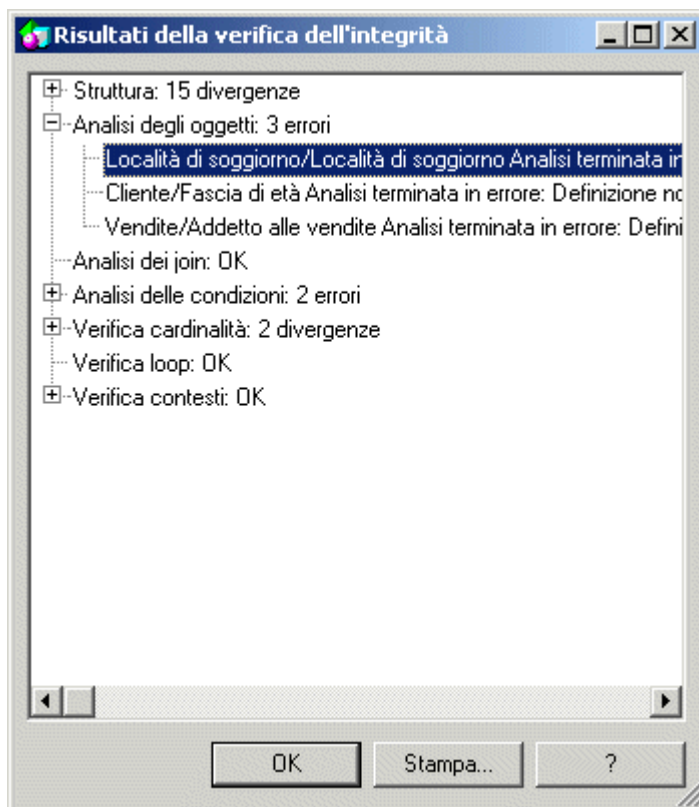 Risultati della verifica dell'integrità
Struttura: 15 divergenze
Analisi degli oggetti: 3 errori
Località di soggiorno/Località di soggiorno Analisi terminata in
Cliente/Fascia di età Analisi terminata in errore: Definizione
Vendite/Addetto alle vendite Analisi terminata in errore:
Analisi dei join: OK
Analisi delle condizioni: 2 errori
Verifica cardinalità: 2 divergenze
Verifica loop: OK
Verifica contesti: OK
OK
Stampa...
?